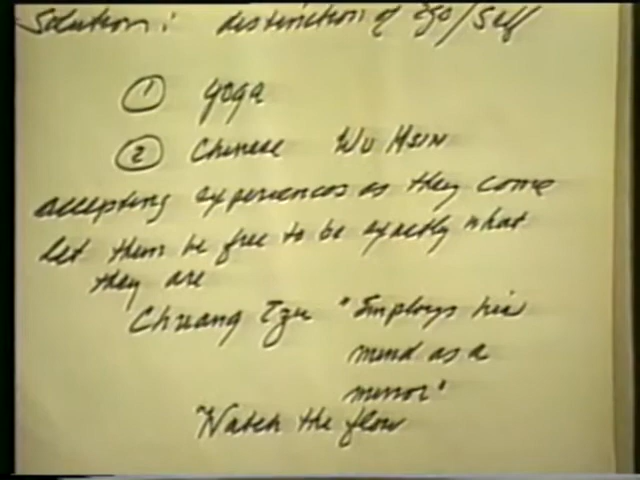 Solution: distinction of Ego/Self
① Yoga
② Chinese WU HSIN
accepting experiences as they come
let them be free to be exactly what
they are
Chuang Tzu "Employs his
mind as a
mirror"
"Watch the flow